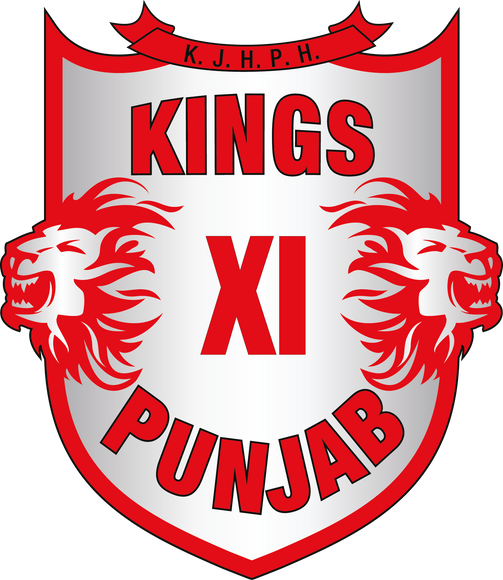 K. J. H. P. H.
KINGS
XI
PUNJAB